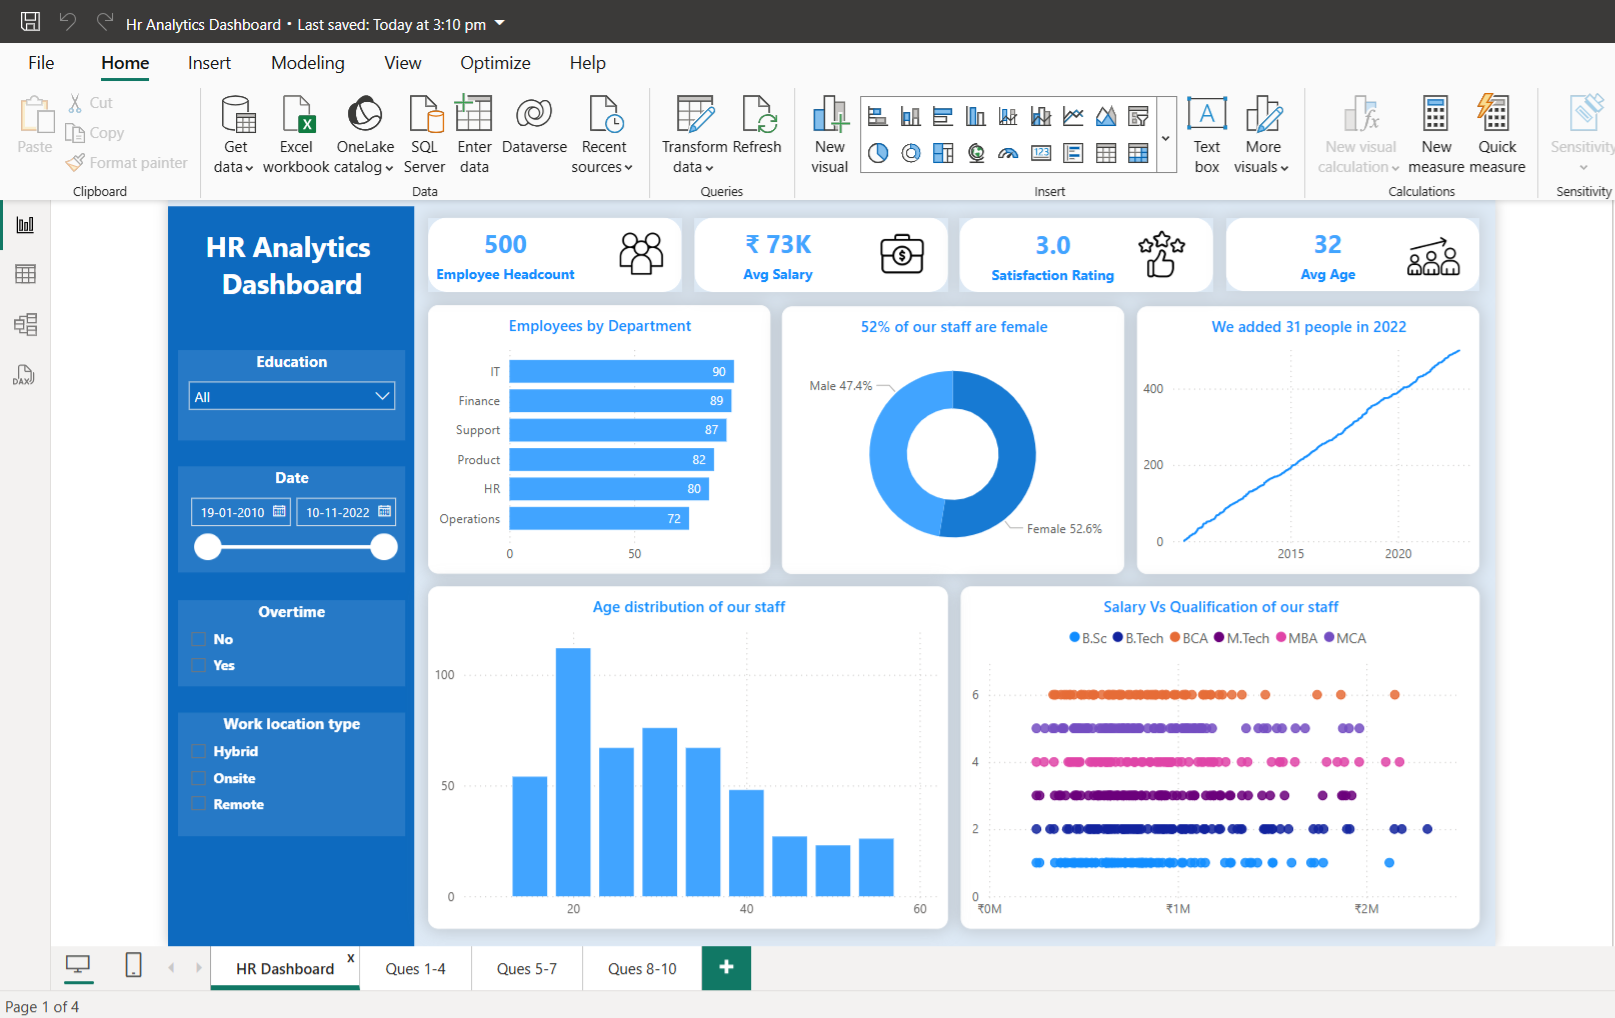 Hr Analytics Dashboard • Last saved: Today at 3:10 pm
File Home Insert Modeling View Optimize Help
Paste
Cut
Copy
Format painter
Clipboard
Get data
Excel workbook
OneLake catalog
SQL Server
Enter data
Dataverse
Recent sources
Data
Transform data
Refresh
Queries
New visual
123
Insert
A
Text box
More visuals
New visual calculation
New measure
Quick measure
Calculations
Sensitivity
Sensitivity
DAX
HR Analytics
Dashboard
Education
All
Date
19-01-2010 10-11-2022
Overtime
No
Yes
Work location type
Hybrid
Onsite
Remote
500
Employee Headcount
₹ 73K
Avg Salary
3.0
Satisfaction Rating
32
Avg Age
Employees by Department
IT 90
Finance 89
Support 87
Product 82
HR 80
Operations 72
0 50
52% of our staff are female
Male 47.4%
Female 52.6%
We added 31 people in 2022
400
200
0
2015 2020
Age distribution of our staff
100
50
0
20 40 60
Salary Vs Qualification of our staff
B.Sc B.Tech BCA M.Tech MBA MCA
6
4
2
0
₹0M ₹1M ₹2M
HR Dashboard x Ques 1-4 Ques 5-7 Ques 8-10 +
Page 1 of 4